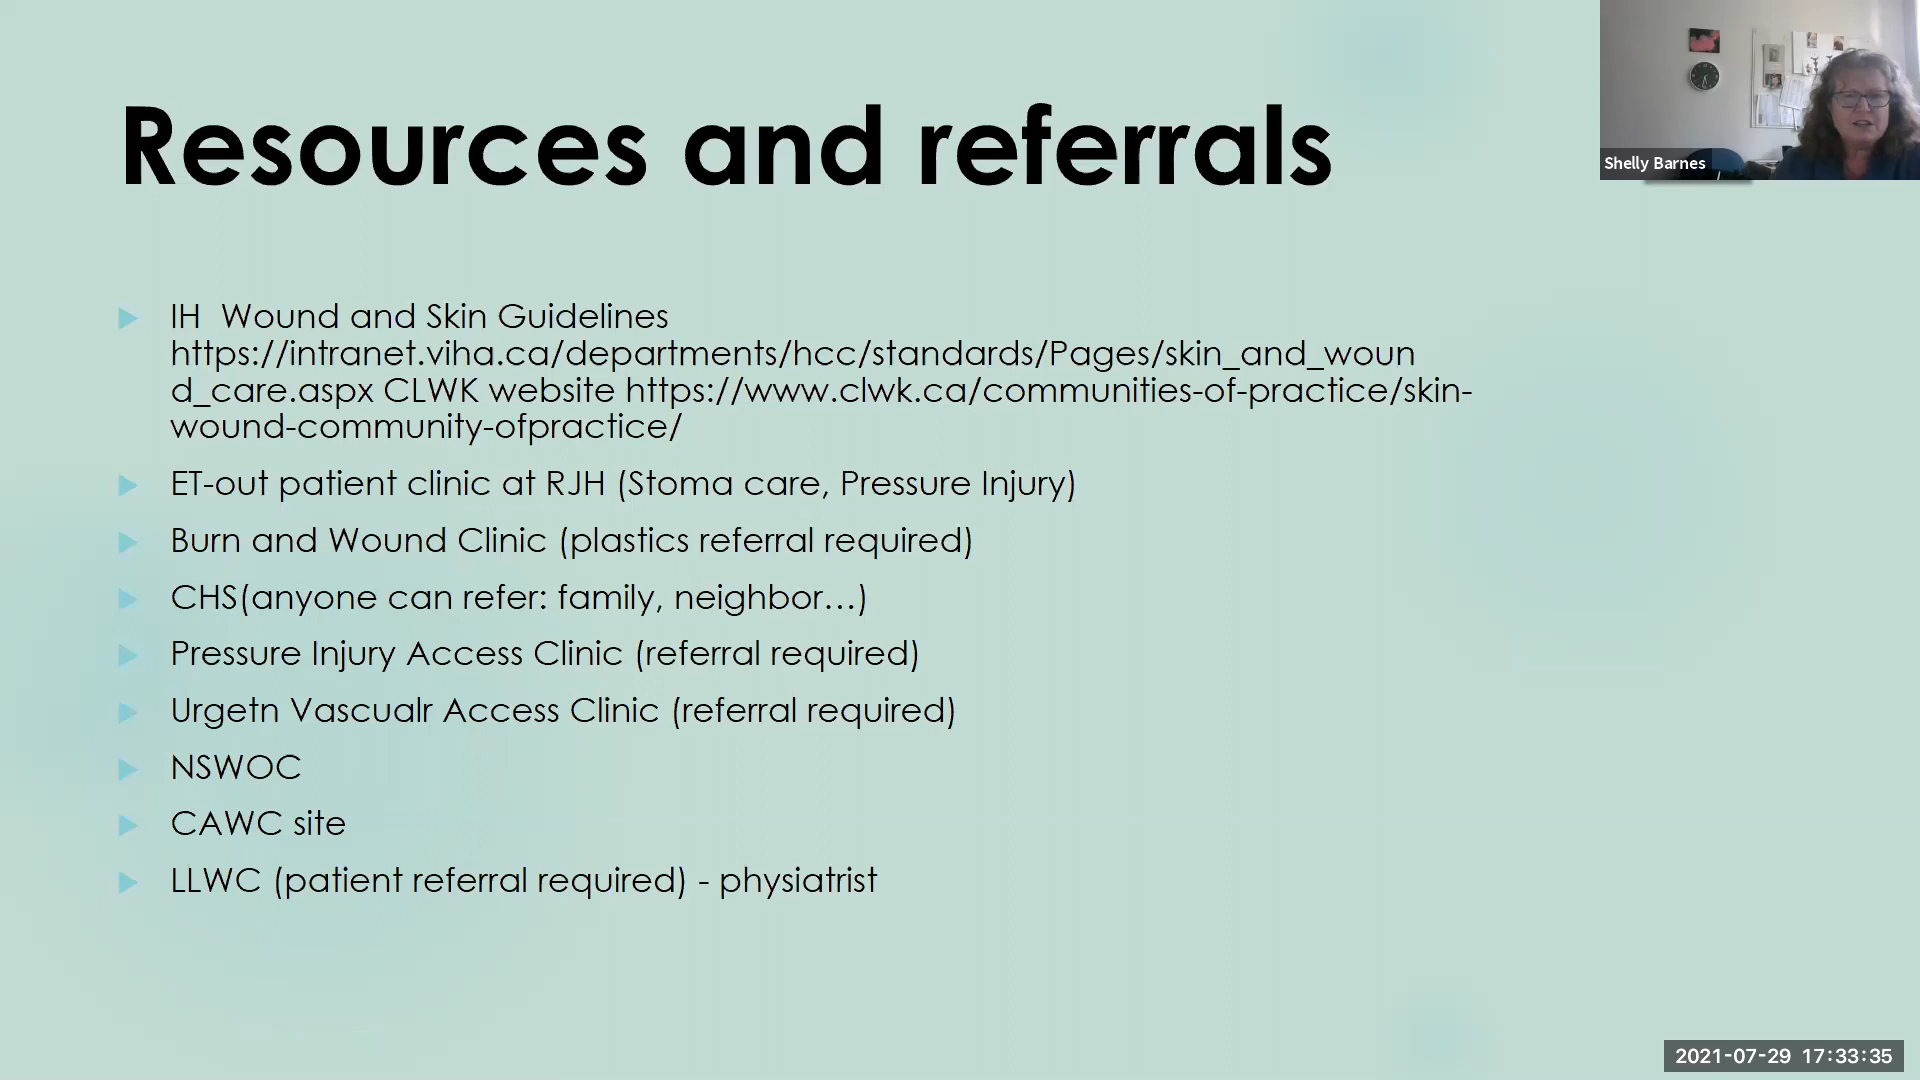 Resources and referrals
Shelly Barnes
IH  Wound and Skin Guidelines
https://intranet.viha.ca/departments/hcc/standards/Pages/skin_and_woun
d_care.aspx CLWK website https://www.clwk.ca/communities-of-practice/skin-
wound-community-ofpractice/
ET-out patient clinic at RJH (Stoma care, Pressure Injury)
Burn and Wound Clinic (plastics referral required)
CHS(anyone can refer: family, neighbor...)
Pressure Injury Access Clinic (referral required)
Urgetn Vascualr Access Clinic (referral required)
NSWOC
CAWC site
LLWC (patient referral required) - physiatrist
2021-07-29 17:33:35